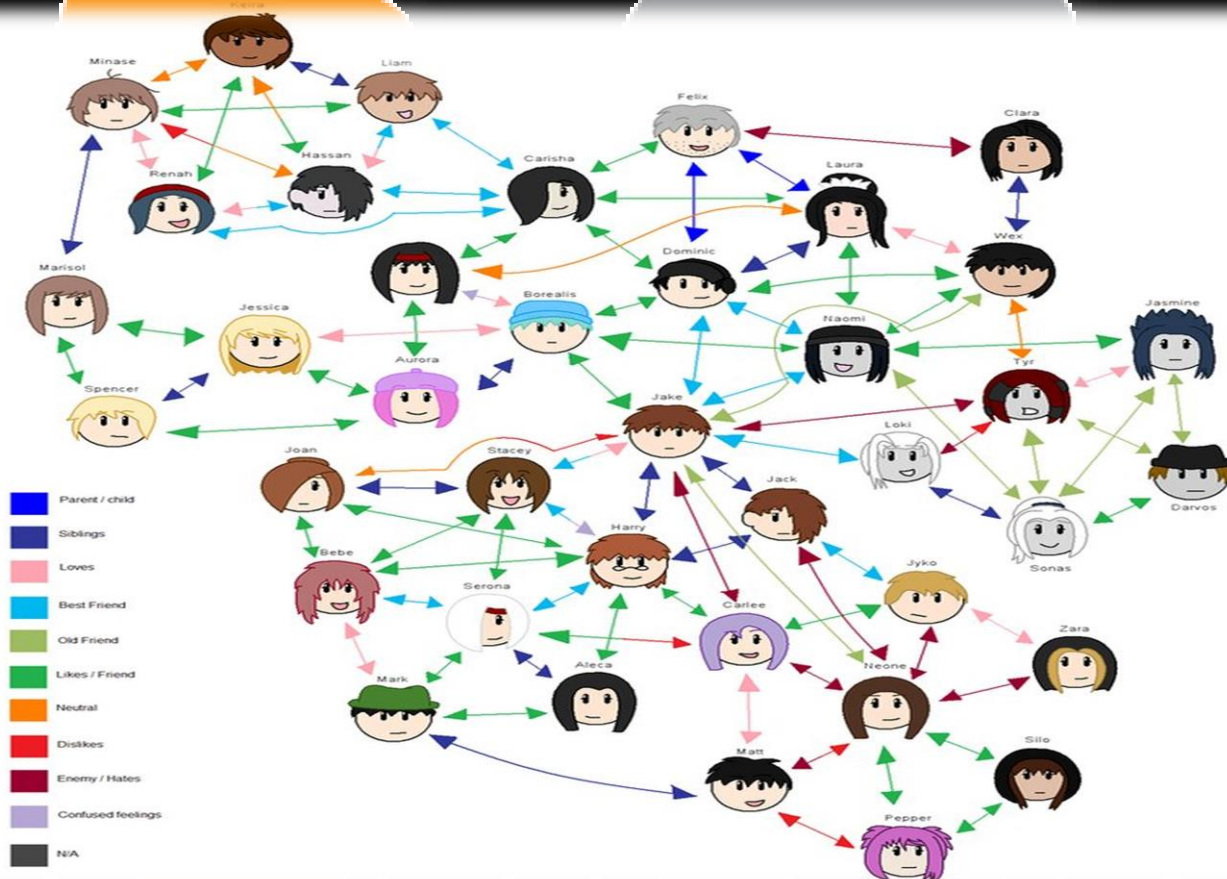 Keira
Minase
Liam
Felix
Clara
Hassan
Carisha
Laura
Renah
Wex
Dominic
Marisol
Borealis
Jessica
Jasmine
Naomi
Aurora
Tyr
Spencer
Jake
Loki
Joan
Stacey
Jack
Darvos
Parent / child
Harry
Siblings
Bebe
Sonas
Loves
Jyko
Serona
Best Friend
Carlee
Zara
Old Friend
Aleca
Neone
Likes / Friend
Mark
Neutral
Silo
Dislikes
Matt
Enemy / Hates
Confused feelings
Pepper
N/A